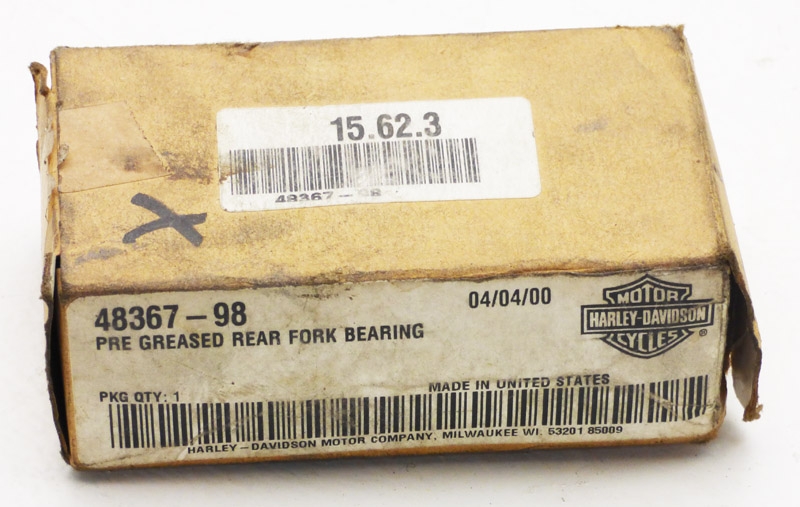 15.62.3
48367-98
48367-98
PRE GREASED REAR FORK BEARING
04/04/00
MOTOR
HARLEY-DAVIDSON
CYCLES
®
PKG QTY: 1
MADE IN UNITED STATES
HARLEY-DAVIDSON MOTOR COMPANY, MILWAUKEE WI. 53201 85009
X